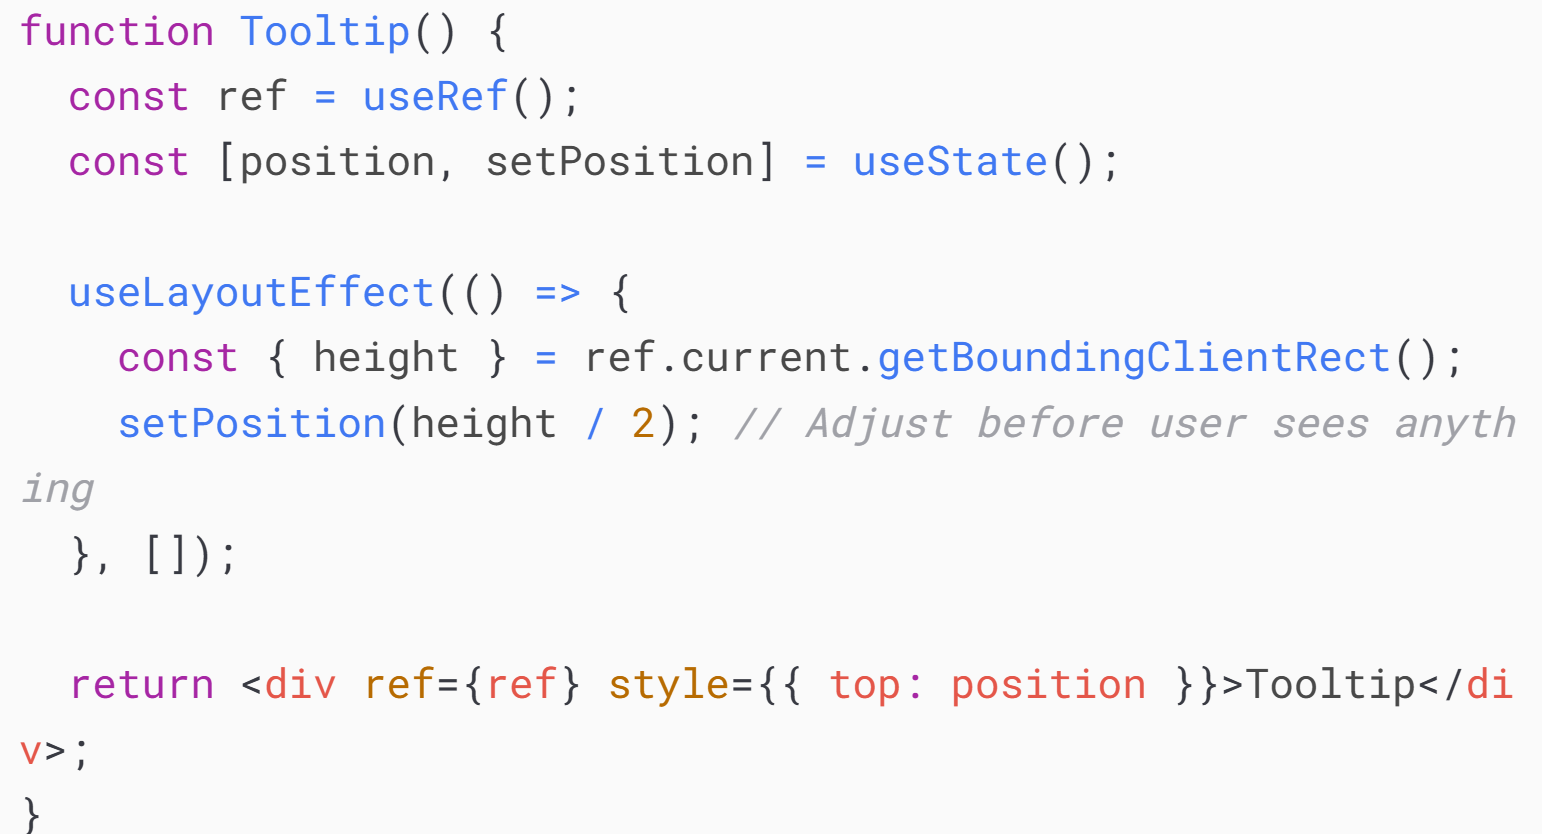 function Tooltip() {
  const ref = useRef();
  const [position, setPosition] = useState();

  useLayoutEffect(() => {
    const { height } = ref.current.getBoundingClientRect();
    setPosition(height / 2); // Adjust before user sees anyth
ing
  }, []);

  return <div ref={ref} style={{ top: position }}>Tooltip</di
v>;
}